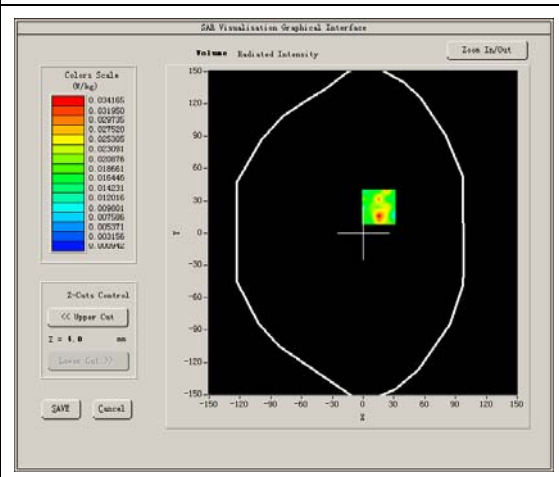 SAR Visualisation Graphical Interface
Volume Radiated Intensity
Zoom In/Out
Colors Scale
(W/kg)
0.034165
0.031950
0.029735
0.027520
0.025305
0.023091
0.020876
0.018661
0.016446
0.014231
0.012016
0.009801
0.007586
0.005371
0.003156
0.000942
150
120
90
60
30
0
-30
-60
-90
-120
-150
Y
-150 -120 -90 -60 -30 0 30 60 90 120 150
X
Z-Cuts Control
<< Upper Cut
Z = 4.0 mm
Lower Cut >>
SAVE Cancel